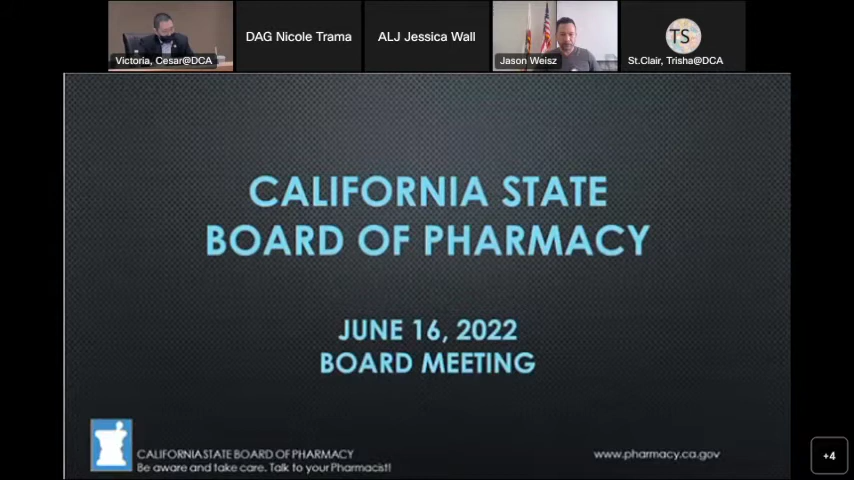 DAG Nicole Trama
ALJ Jessica Wall
TS
Victoria, Cesar@DCA
Jason Weisz
St.Clair, Trisha@DCA
CALIFORNIA STATE
BOARD OF PHARMACY
JUNE 16, 2022
BOARD MEETING
CALIFORNIA STATE BOARD OF PHARMACY
Be aware and take care. Talk to your Pharmacist!
www.pharmacy.ca.gov
+4